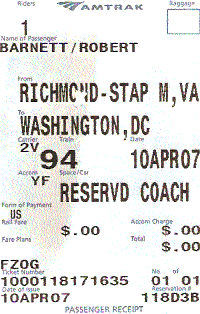 Riders AMTRAK Baggage
1
Name of Passenger
BARNETT/ROBERT
From
RICHMOND-STAP M,VA
To
WASHINGTON,DC
Carrier Train Date
2V 94 10APR07
Accom Space/Car
YF RESERVD COACH
Form of Payment
US
Rail Fare Accom Charge
$.00 $.00
Fare Plans Total
$.00
FZOG
Ticket Number No. of
1000118171635 01
Date of Issue Reservation #
10APR07 118D3B
PASSENGER RECEIPT